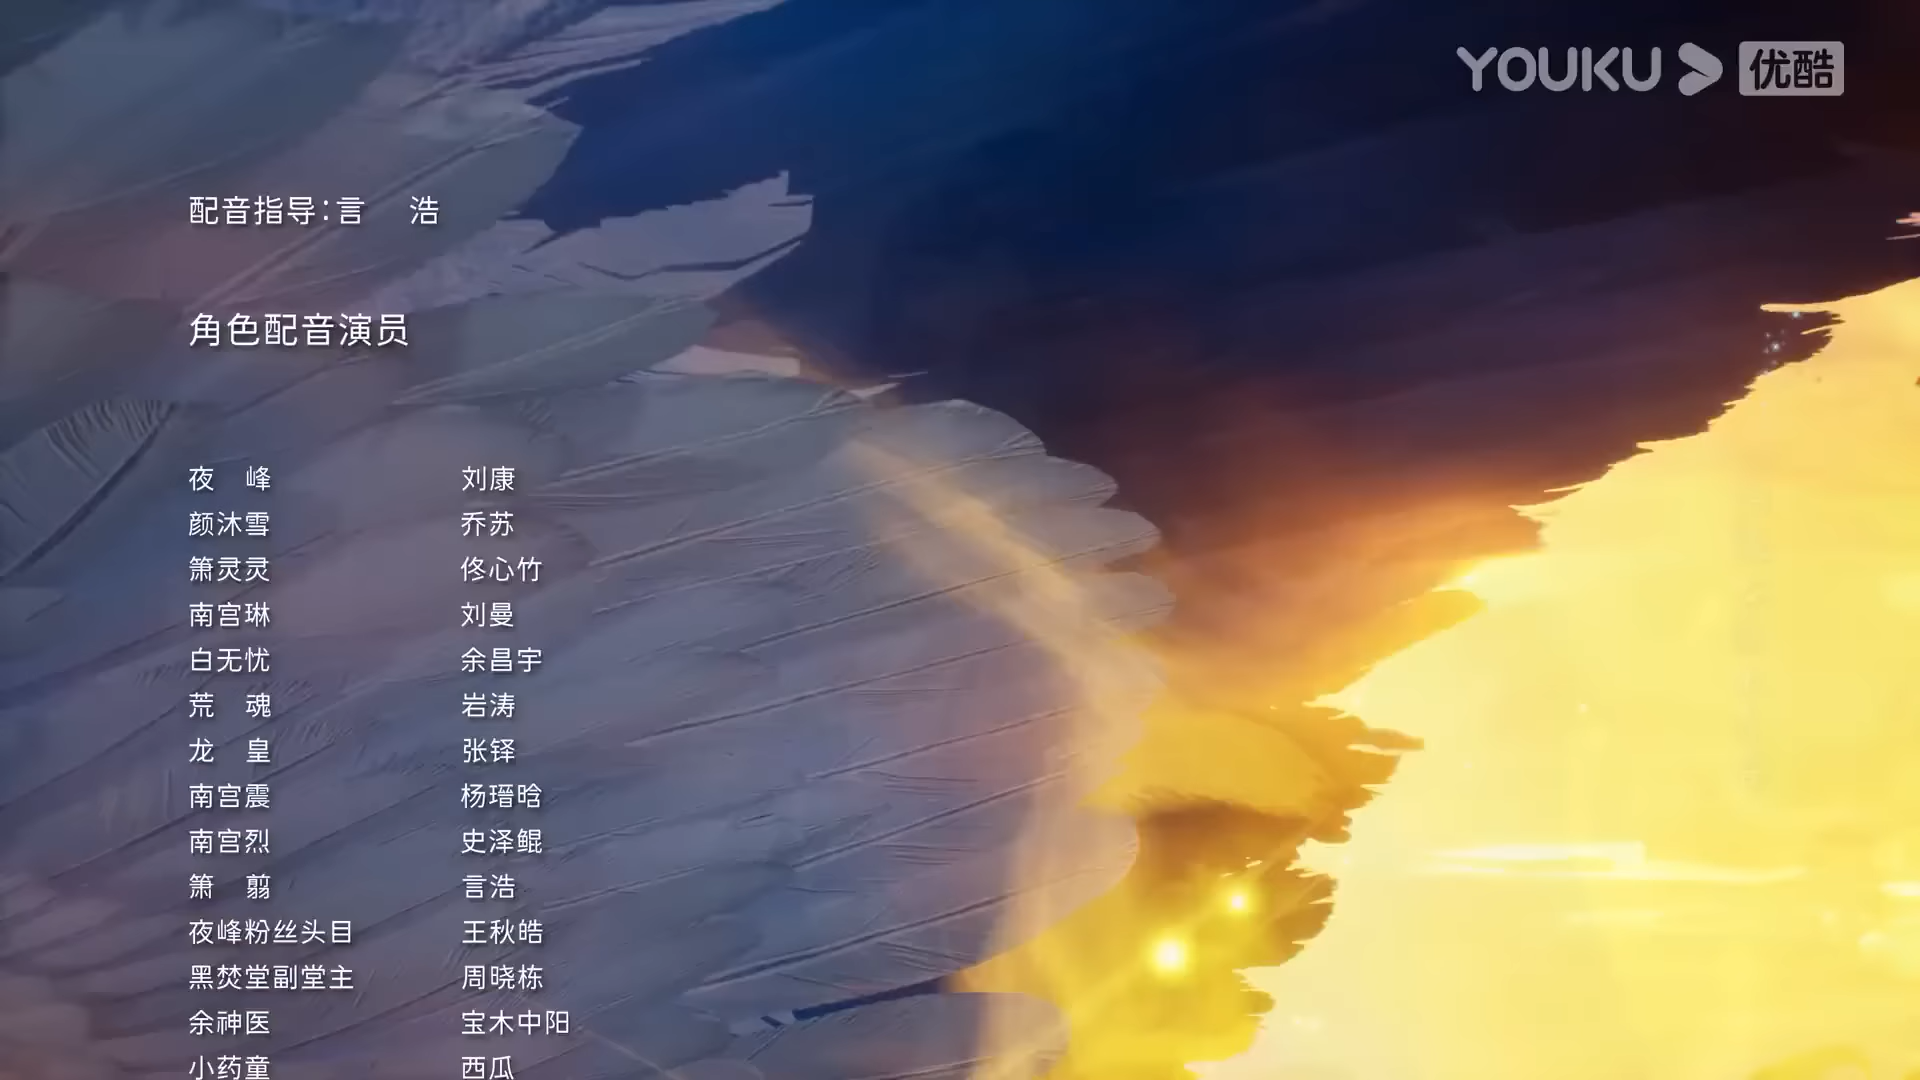 YOUKU 优酷
配音指导:言 浩
角色配音演员
夜 峰 刘康
颜沐雪 乔苏
箫灵灵 佟心竹
南宫琳 刘曼
白无忧 余昌宇
荒 魂 岩涛
龙 皇 张铎
南宫震 杨瑨晗
南宫烈 史泽鲲
箫 翦 言浩
夜峰粉丝头目 王秋皓
黑焚堂副堂主 周晓栋
余神医 宝木中阳
小药童 西瓜